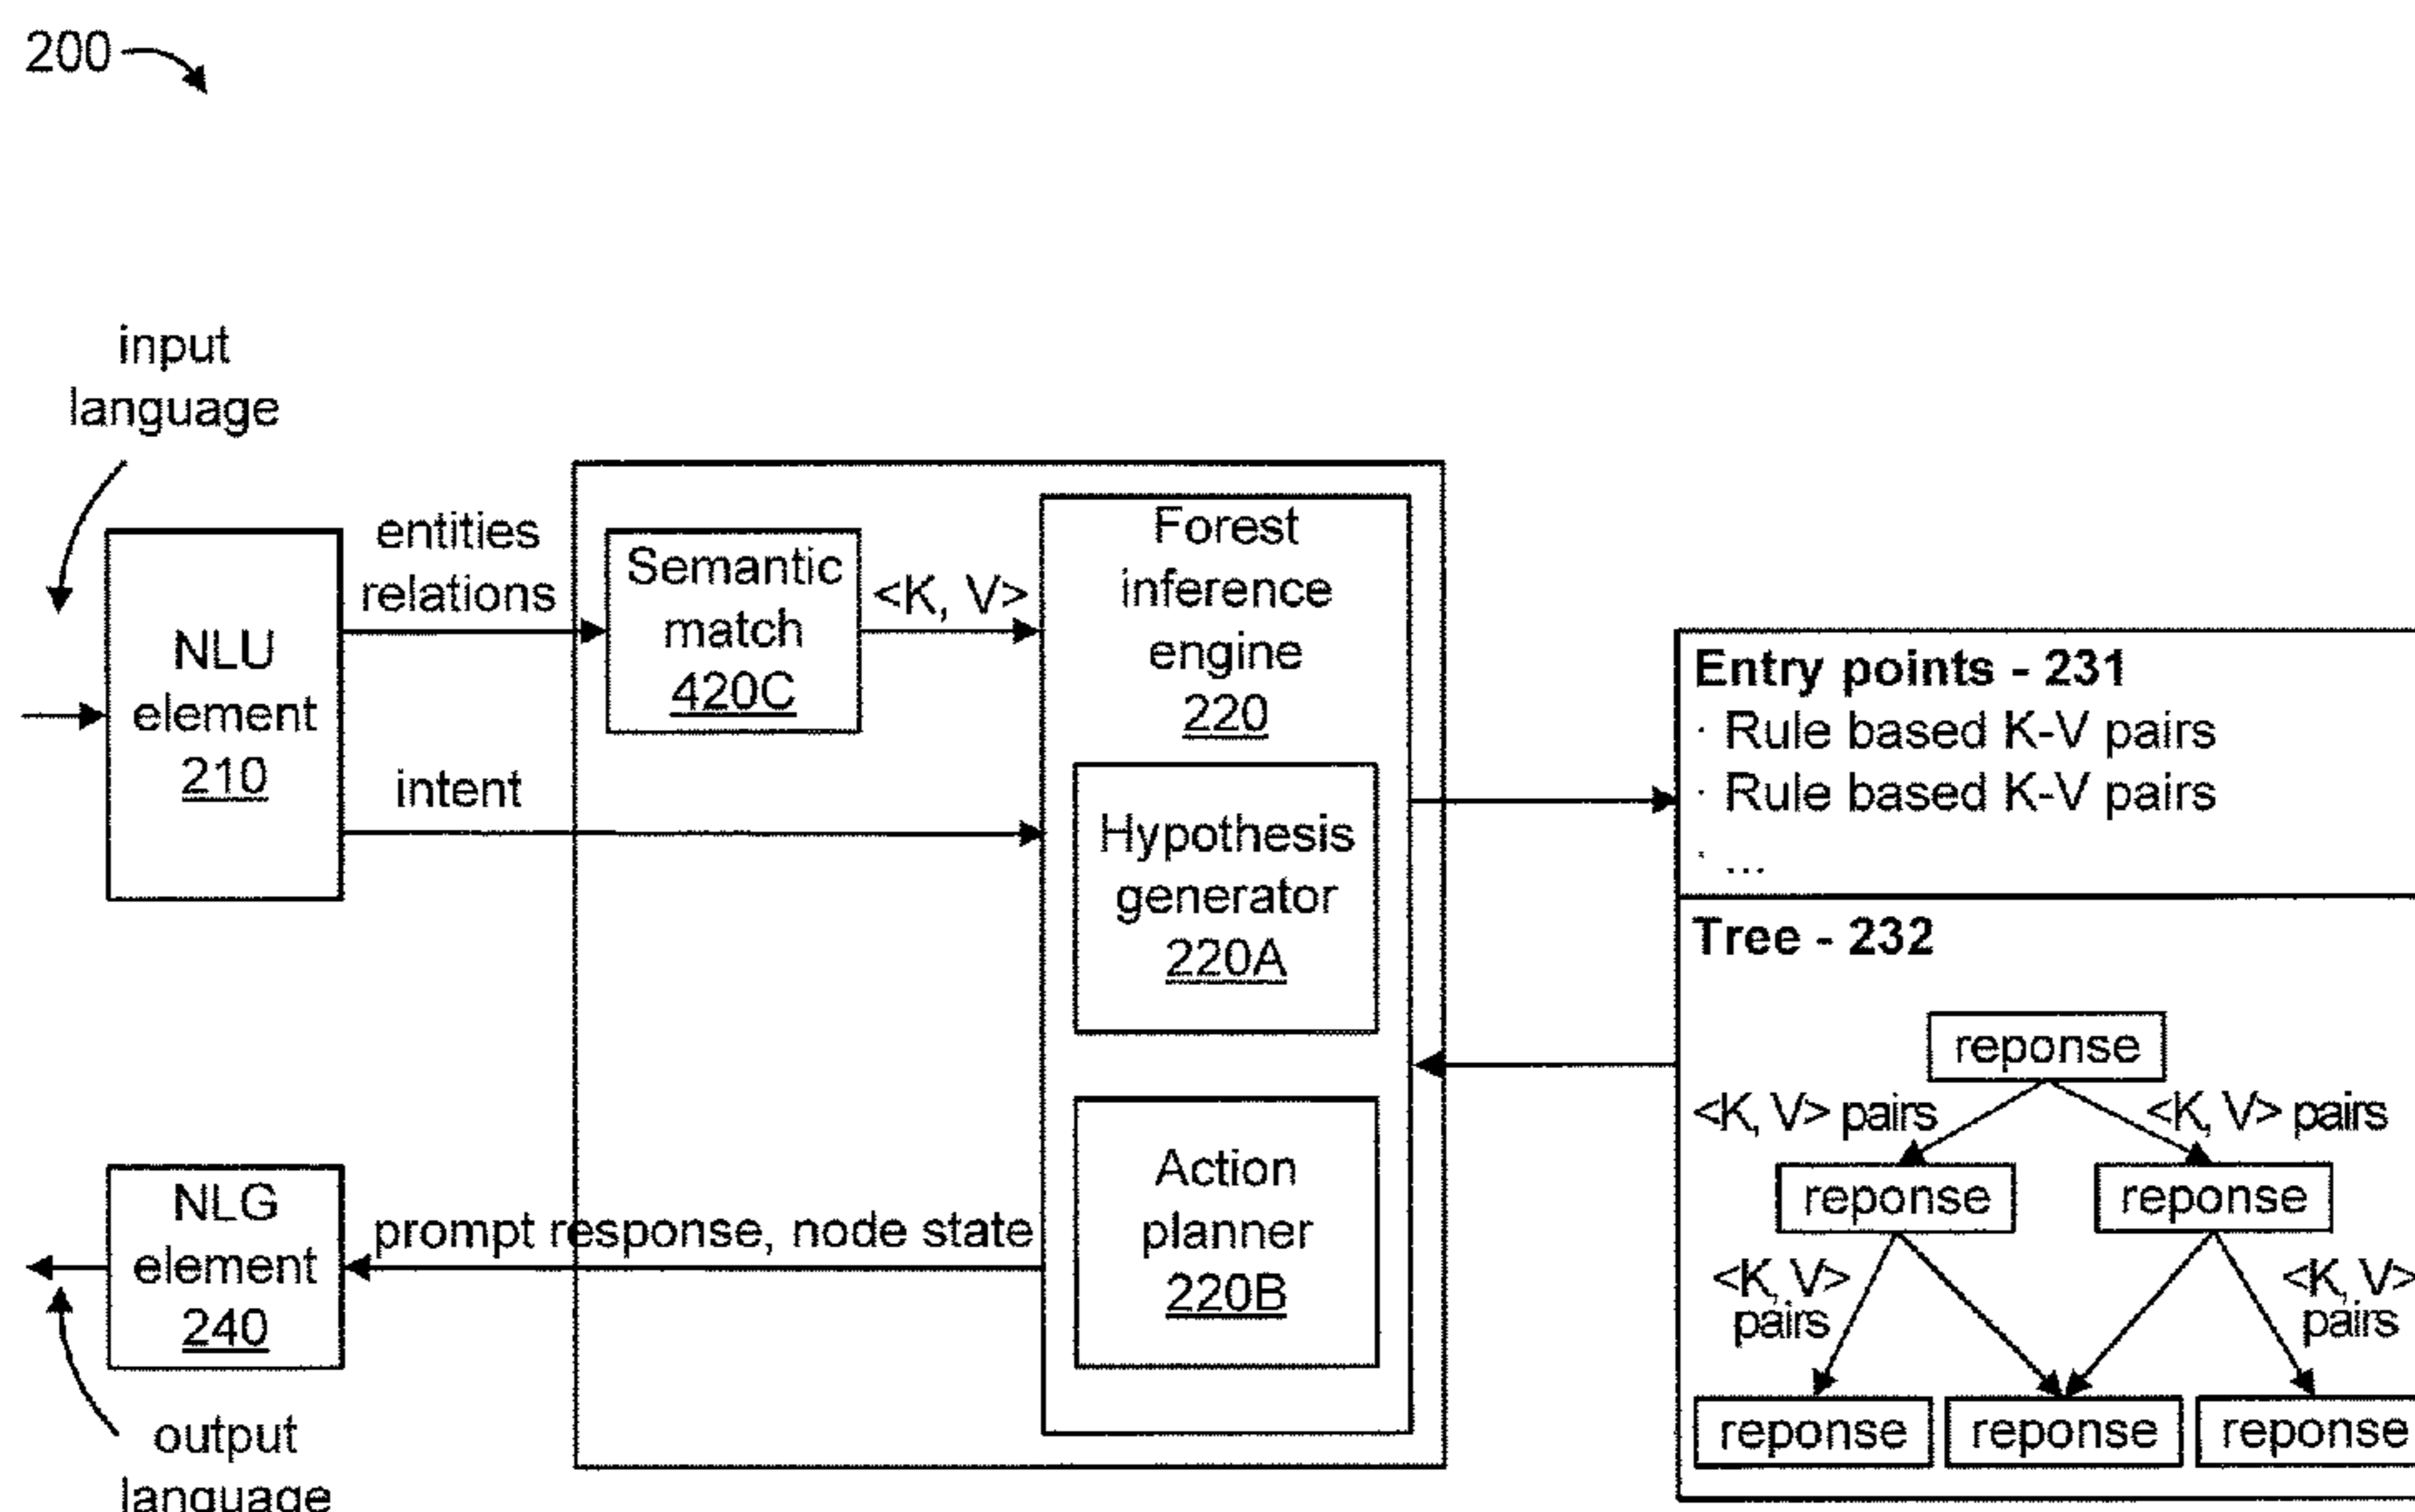 200
input
language
NLU
element
210
entities
relations
intent
Semantic
match
420C
<K, V>
Forest
inference
engine
220
Hypothesis
generator
220A
Action
planner
220B
prompt response, node state
NLG
element
240
output
language
Entry points - 231
· Rule based K-V pairs
· Rule based K-V pairs
· ...
Tree - 232
reponse
<K, V> pairs
<K, V> pairs
reponse
reponse
<K, V>
pairs
<K, V>
pairs
reponse
reponse
reponse